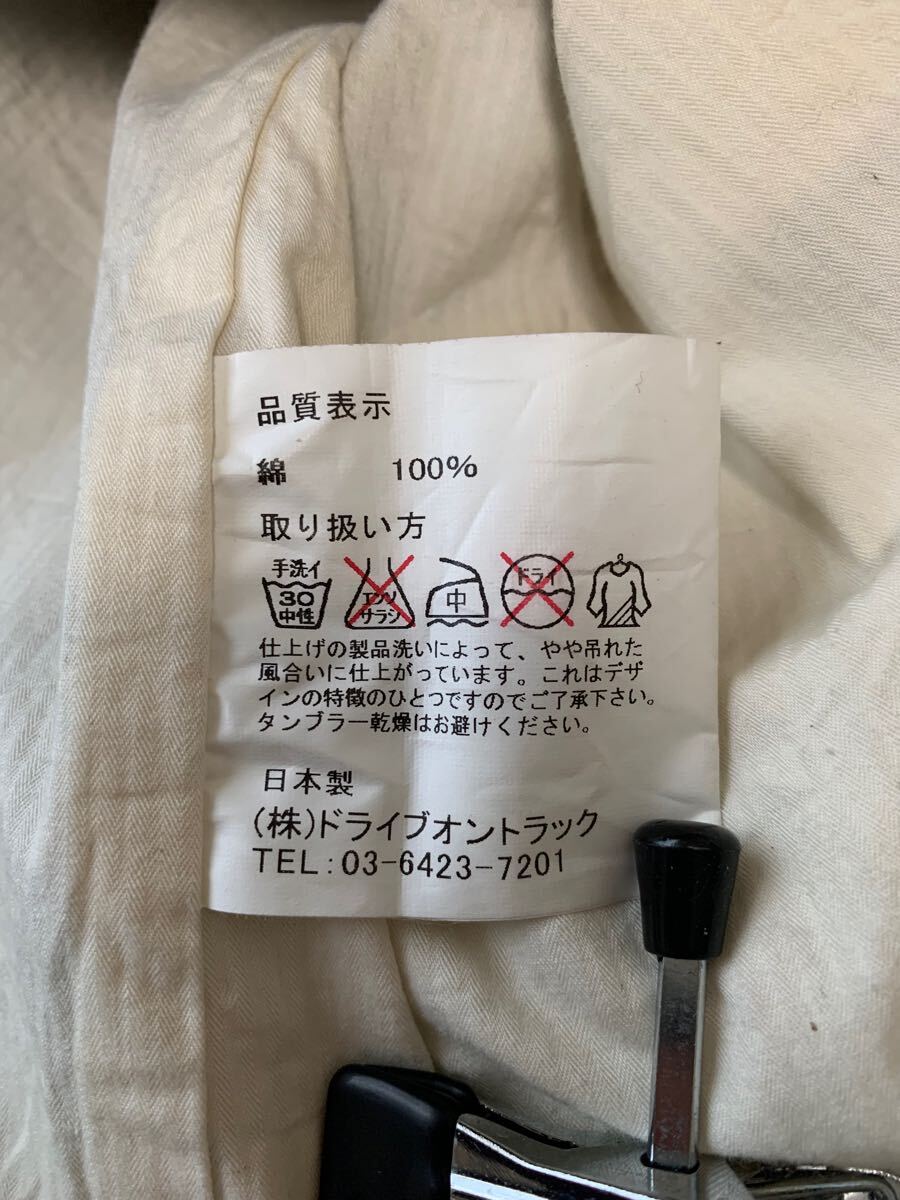 品質表示
綿 100%
取り扱い方
手洗イ
30
中性
エンソ
サラシ
中
ドライ
仕上げの製品洗いによって、やや吊れた
風合いに仕上がっています。これはデザ
インの特徴のひとつですのでご了承下さい。
タンブラー乾燥はお避けください。
日本製
(株)ドライブオントラック
TEL:03-6423-7201